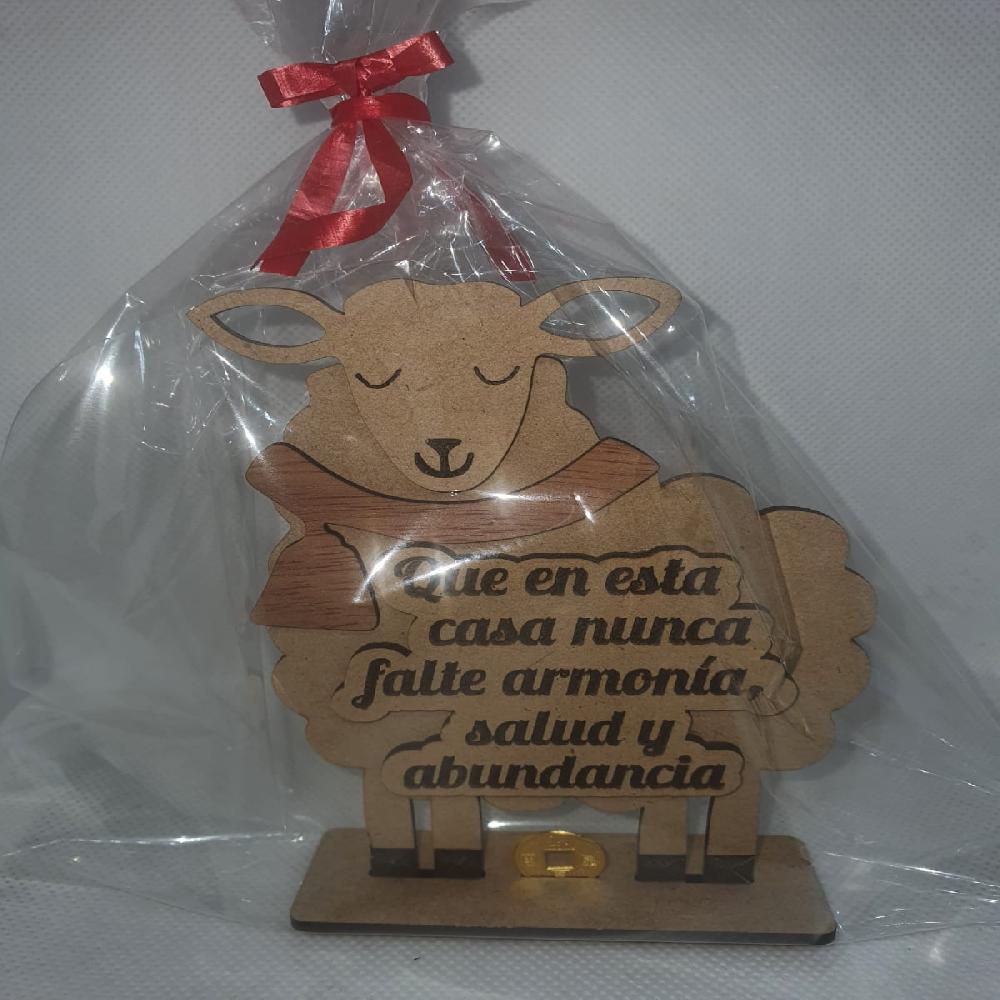 Que en esta
casa nunca
falte armonía,
salud y
abundancia